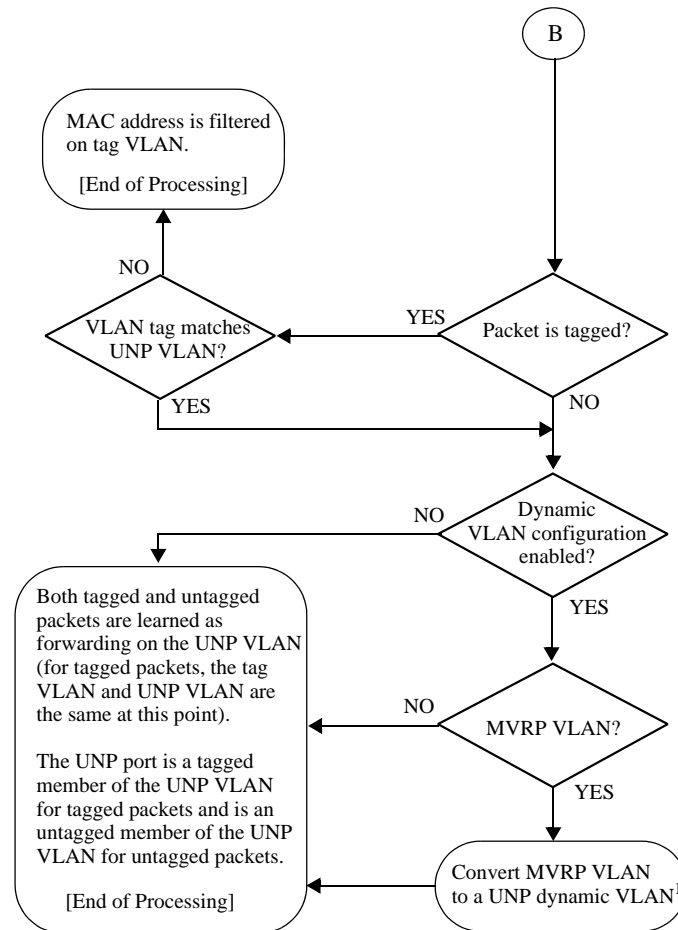 B
MAC address is filtered
on tag VLAN.
[End of Processing]
NO
VLAN tag matches
UNP VLAN?
YES
Packet is tagged?
YES
NO
Dynamic
VLAN configuration
enabled?
NO
YES
Both tagged and untagged
packets are learned as
forwarding on the UNP VLAN
(for tagged packets, the tag
VLAN and UNP VLAN are
the same at this point).
The UNP port is a tagged
member of the UNP VLAN
for tagged packets and is an
untagged member of the UNP
VLAN for untagged packets.
[End of Processing]
NO
MVRP VLAN?
YES
Convert MVRP VLAN
to a UNP dynamic VLAN1